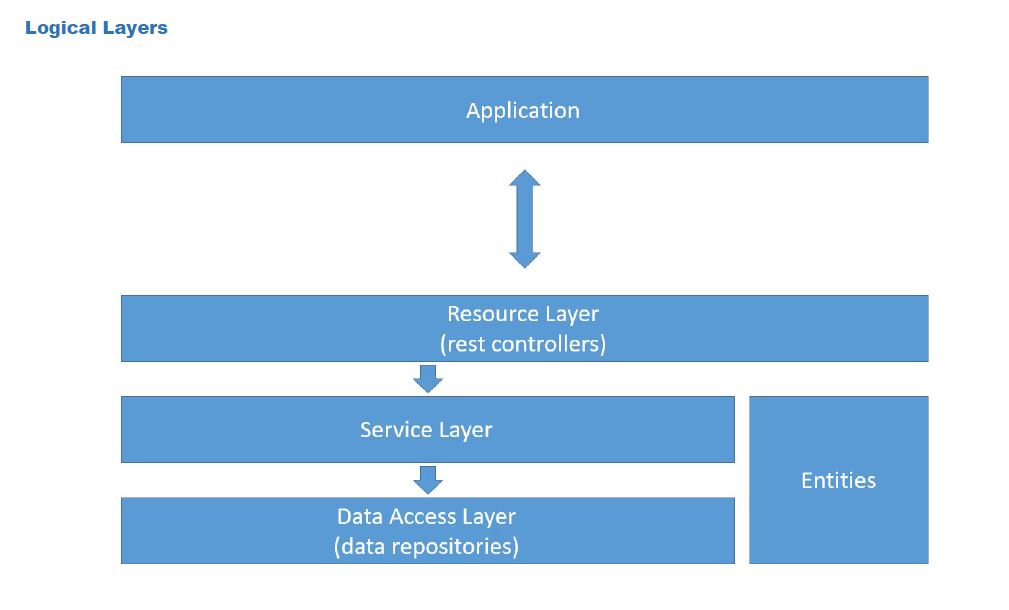 Logical Layers
Application
Resource Layer
(rest controllers)
Service Layer
Entities
Data Access Layer
(data repositories)